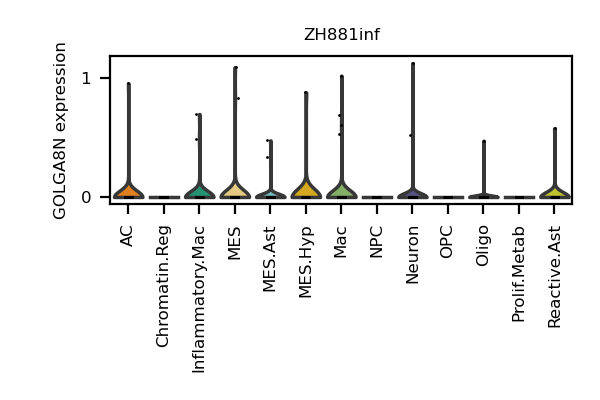 ZH881inf
GOLGA8N expression
1
0
AC
Chromatin.Reg
Inflammatory.Mac
MES
MES.Ast
MES.Hyp
Mac
NPC
Neuron
OPC
Oligo
Prolif.Metab
Reactive.Ast